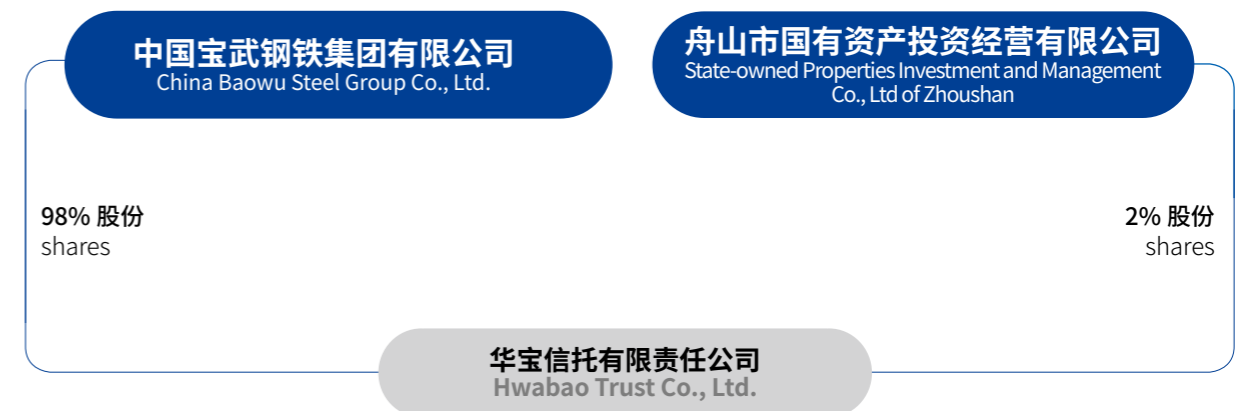 中国宝武钢铁集团有限公司
China Baowu Steel Group Co., Ltd.
舟山市国有资产投资经营有限公司
State-owned Properties Investment and Management
Co., Ltd of Zhoushan
98% 股份
shares
2% 股份
shares
华宝信托有限责任公司
Hwabao Trust Co., Ltd.